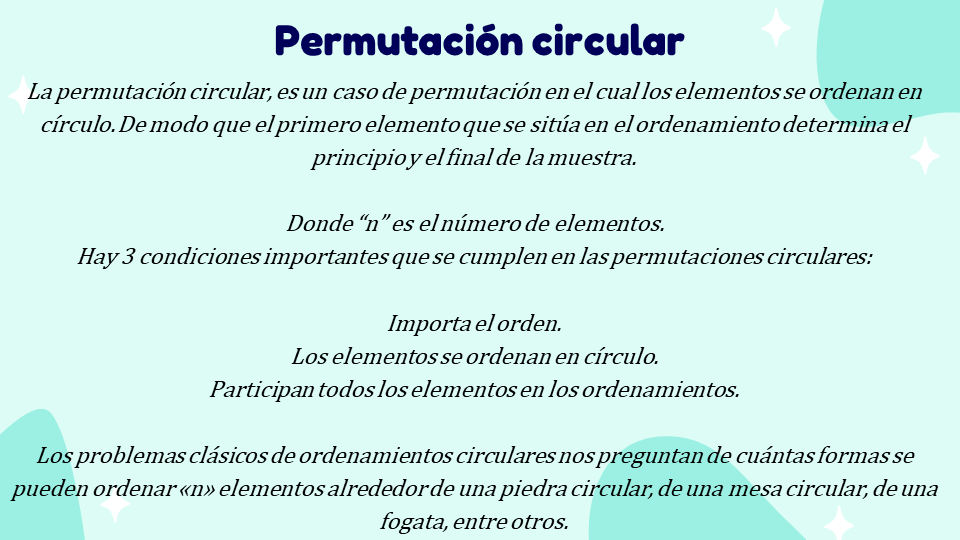 Permutación circular
La permutación circular, es un caso de permutación en el cual los elementos se ordenan en
círculo. De modo que el primero elemento que se sitúa en el ordenamiento determina el
principio y el final de la muestra.
Donde “n” es el número de elementos.
Hay 3 condiciones importantes que se cumplen en las permutaciones circulares:
Importa el orden.
Los elementos se ordenan en círculo.
Participan todos los elementos en los ordenamientos.
Los problemas clásicos de ordenamientos circulares nos preguntan de cuántas formas se
pueden ordenar «n» elementos alrededor de una piedra circular, de una mesa circular, de una
fogata, entre otros.